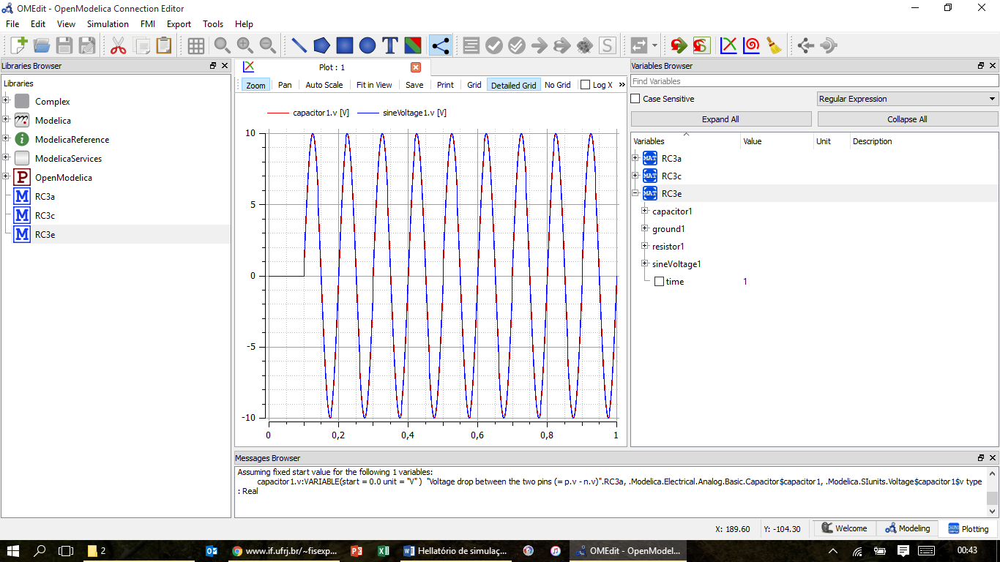 OMEdit - OpenModelica Connection Editor
File Edit View Simulation FMI Export Tools Help
Libraries Browser
Libraries
Complex
Modelica
ModelicaReference
ModelicaServices
OpenModelica
RC3a
RC3c
RC3e
Plot : 1
Zoom Pan Auto Scale Fit in View Save Print Grid Detailed Grid No Grid Log X »
capacitor1.v [V] sineVoltage1.v [V]
10
5
0
-5
-10
0 0,2 0,4 0,6 0,8 1
Variables Browser
Find Variables
Case Sensitive Regular Expression
Expand All Collapse All
Variables Value Unit Description
RC3a
RC3c
RC3e
capacitor1
ground1
resistor1
sineVoltage1
time 1
Messages Browser
Assuming fixed start value for the following 1 variables:
capacitor1.v:VARIABLE(start = 0.0 unit = "V" ) "Voltage drop between the two pins (= p.v - n.v)".RC3a, .Modelica.Electrical.Analog.Basic.Capacitor$capacitor1, .Modelica.SIunits.Voltage$capacitor1$v type
: Real
X: 189.60 Y: -104.30 Welcome Modeling Plotting
2 www.if.ufrj.br/~fisexp... Hellatório de simulaç... OMEdit - OpenModel... 00:43